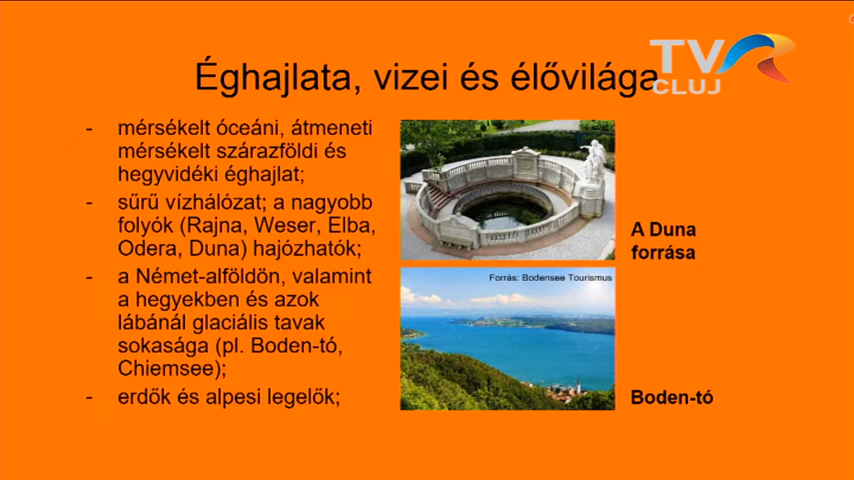 Éghajlata, vizei és élővilága
TVR
CLUJ
- mérsékelt óceáni, átmeneti
mérsékelt szárazföldi és
hegyvidéki éghajlat;
- sűrű vízhálózat; a nagyobb
folyók (Rajna, Weser, Elba,
Odera, Duna) hajózhatók;
- a Német-alföldön, valamint
a hegyekben és azok
lábánál glaciális tavak
sokasága (pl. Boden-tó,
Chiemsee);
- erdők és alpesi legelők;
A Duna
forrása
Forrás: Bodensee Tourismus
Boden-tó